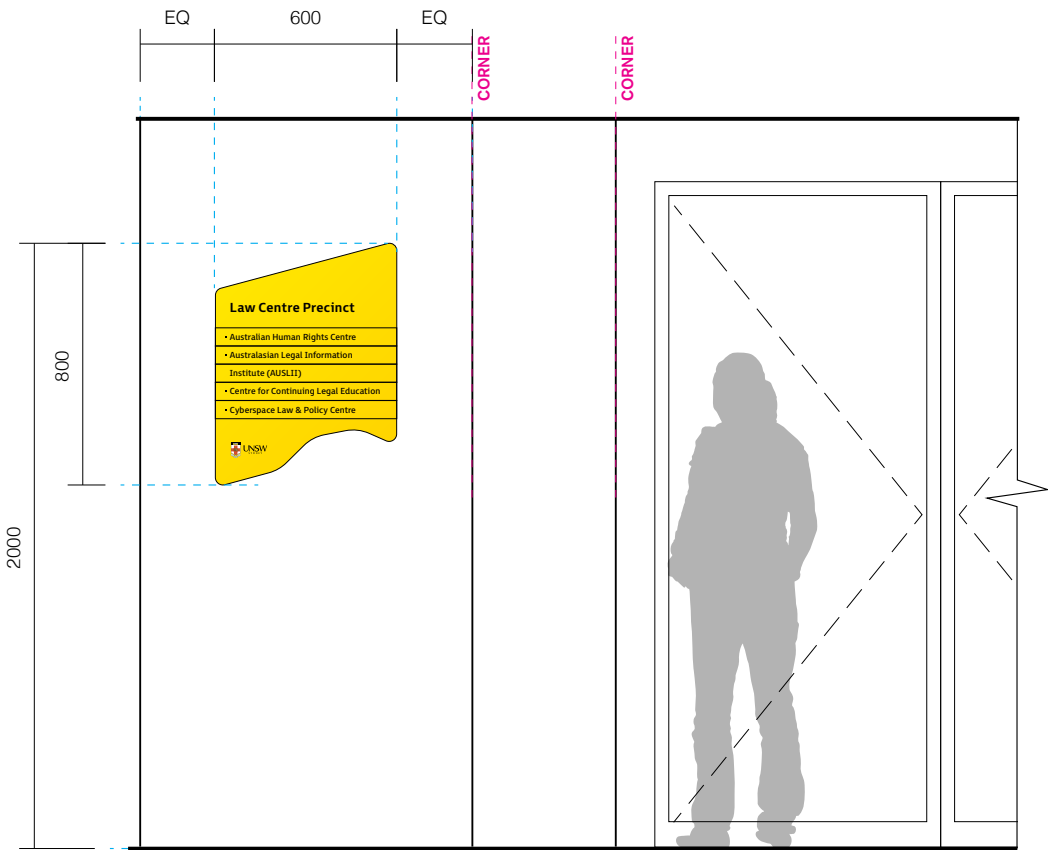 EQ
600
EQ
CORNER
CORNER
800
2000
Law Centre Precinct
• Australian Human Rights Centre
• Australasian Legal Information
Institute (AUSLII)
• Centre for Continuing Legal Education
• Cyberspace Law & Policy Centre
UNSW